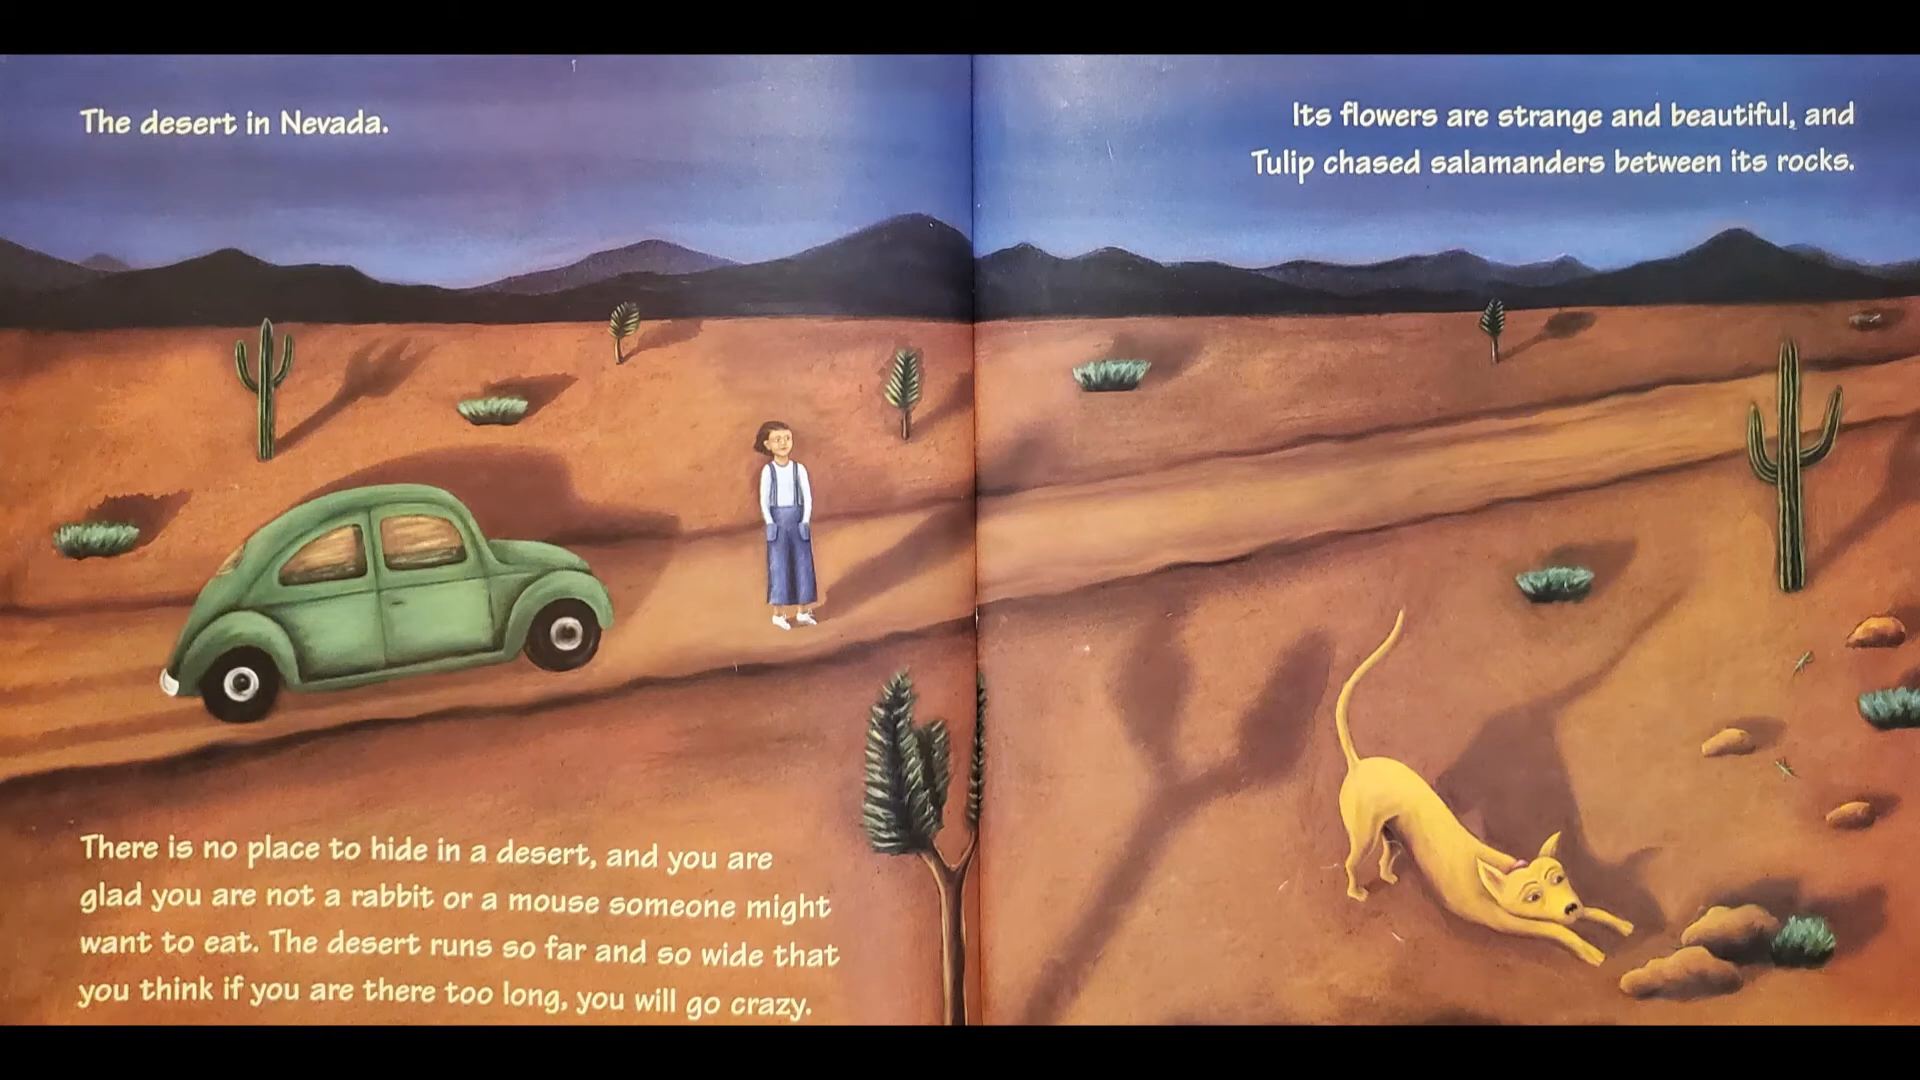 The desert in Nevada.
There is no place to hide in a desert, and you are
glad you are not a rabbit or a mouse someone might
want to eat. The desert runs so far and so wide that
you think if you are there too long, you will go crazy.
Its flowers are strange and beautiful, and
Tulip chased salamanders between its rocks.